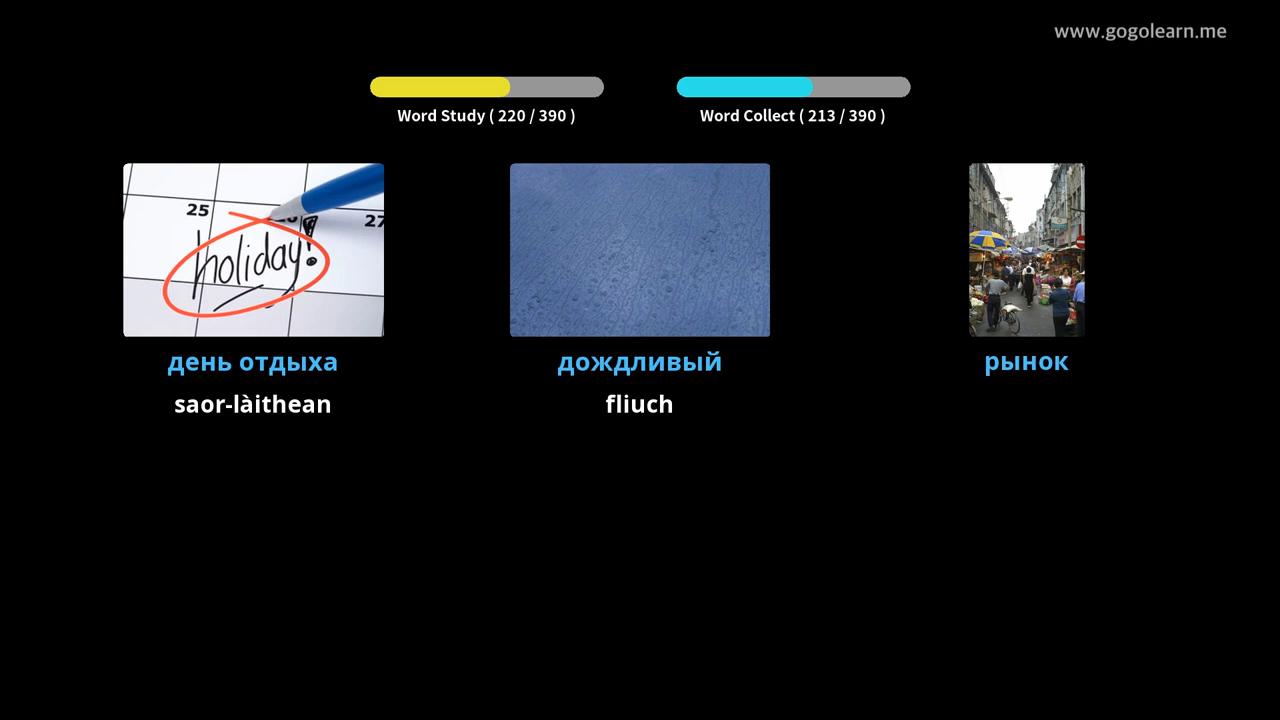 www.gogolearn.me
Word Study ( 220 / 390 )
Word Collect ( 213 / 390 )
25
27
holiday!
день отдыха
дождливый
рынок
saor-làithean
fliuch